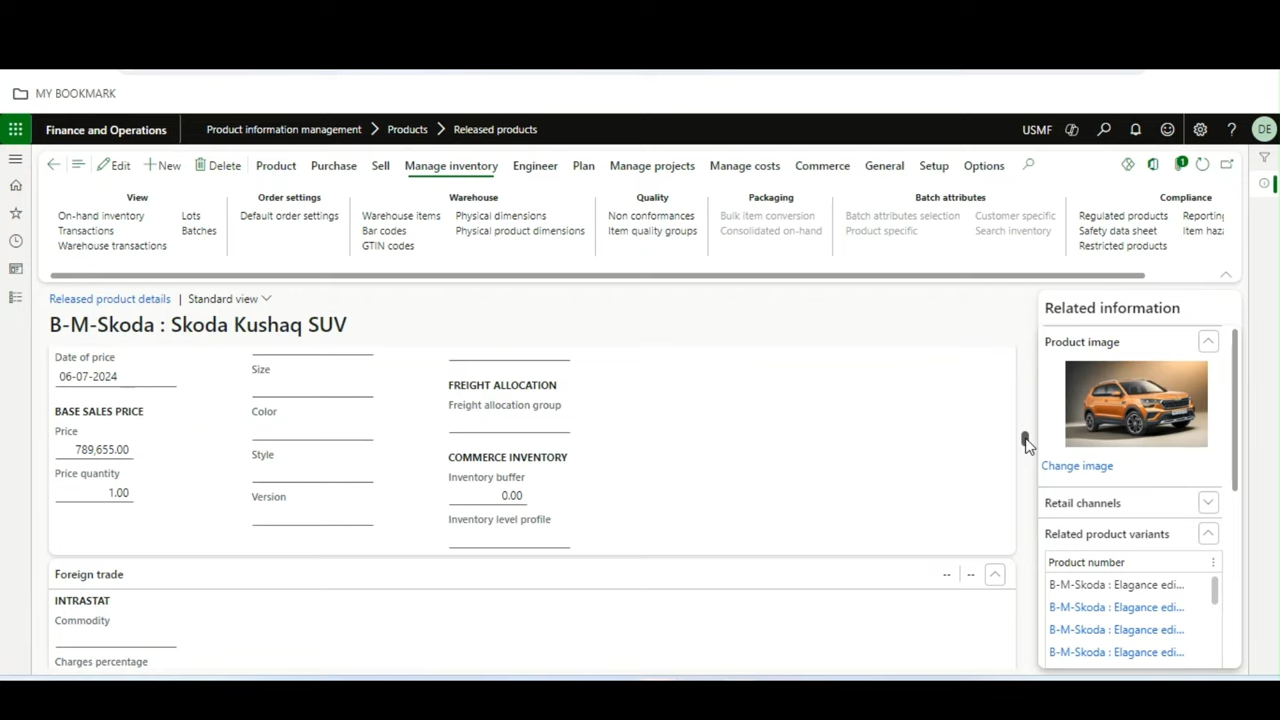 MY BOOKMARK
Finance and Operations
Product information management
Products
Released products
USMF
DE
Edit
New
Delete
Product
Purchase
Sell
Manage inventory
Engineer
Plan
Manage projects
Manage costs
Commerce
General
Setup
Options
1
View
On-hand inventory
Lots
Transactions
Batches
Warehouse transactions
Order settings
Default order settings
Warehouse
Warehouse items
Physical dimensions
Bar codes
Physical product dimensions
GTIN codes
Quality
Non conformances
Item quality groups
Packaging
Bulk item conversion
Consolidated on-hand
Batch attributes
Batch attributes selection
Customer specific
Product specific
Search inventory
Compliance
Regulated products
Reporting
Safety data sheet
Item haz
Restricted products
Released product details | Standard view
B-M-Skoda : Skoda Kushaq SUV
Date of price
06-07-2024
BASE SALES PRICE
Price
789,655.00
Price quantity
1.00
Size
Color
Style
Version
FREIGHT ALLOCATION
Freight allocation group
COMMERCE INVENTORY
Inventory buffer
0.00
Inventory level profile
Foreign trade
-- | --
INTRASTAT
Commodity
Charges percentage
Related information
Product image
Change image
Retail channels
Related product variants
Product number
B-M-Skoda : Elagance edi...
B-M-Skoda : Elagance edi...
B-M-Skoda : Elagance edi...
B-M-Skoda : Elagance edi...